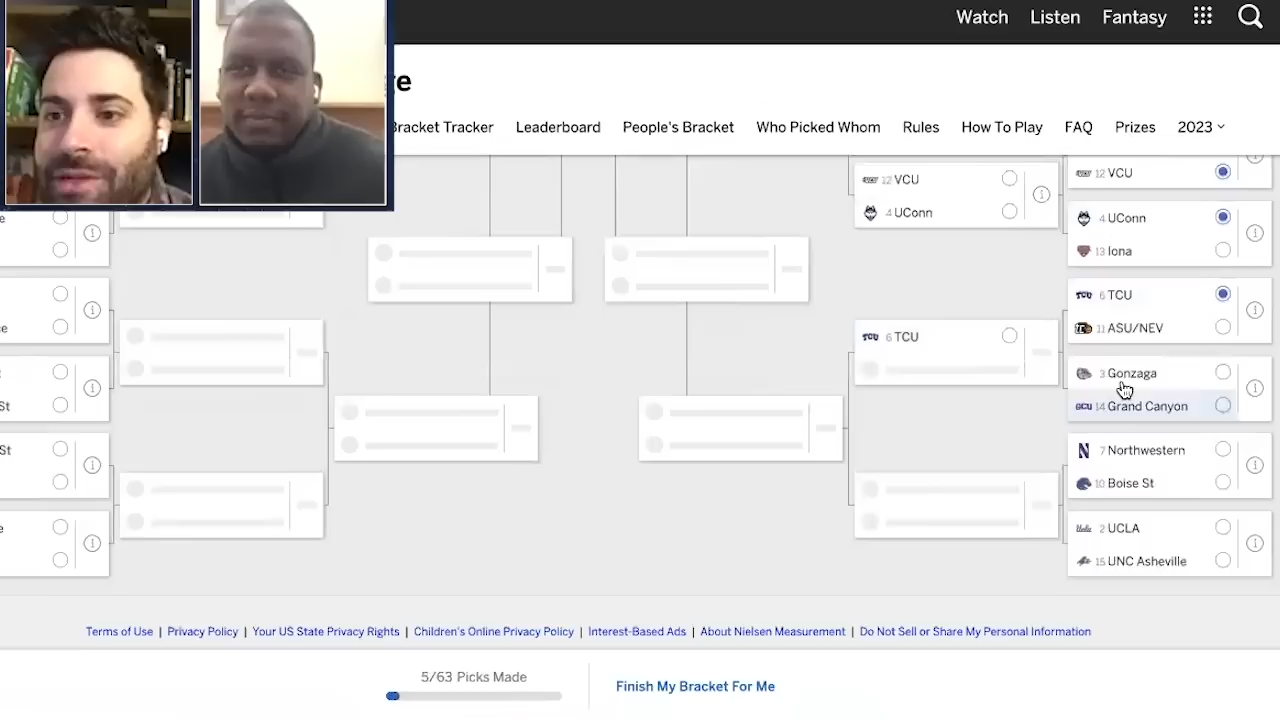 Watch Listen Fantasy
re
Bracket Tracker Leaderboard People's Bracket Who Picked Whom Rules How To Play FAQ Prizes 2023
12 VCU
4 UConn
12 VCU
4 UConn
13 Iona
6 TCU
11 ASU/NEV
6 TCU
3 Gonzaga
14 Grand Canyon
7 Northwestern
10 Boise St
2 UCLA
15 UNC Asheville
e
ce
St
St
e
Terms of Use | Privacy Policy | Your US State Privacy Rights | Children's Online Privacy Policy | Interest-Based Ads | About Nielsen Measurement | Do Not Sell or Share My Personal Information
5/63 Picks Made
Finish My Bracket For Me